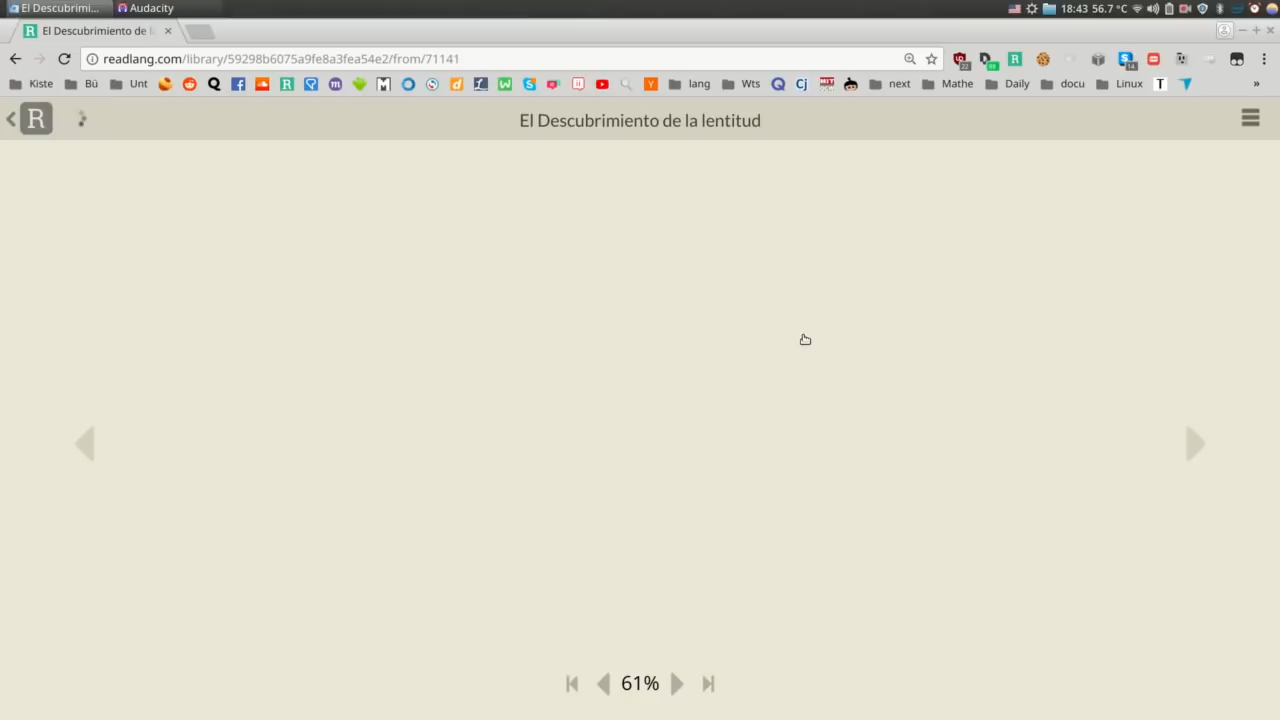 El Descubrimi... Audacity 18:43 56.7 °C
El Descubrimiento de l
readlang.com/library/59298b6075a9fe8a3fea54e2/from/71141
Kiste Bü Unt lang Wts next Mathe Daily docu Linux »
R El Descubrimiento de la lentitud
61%